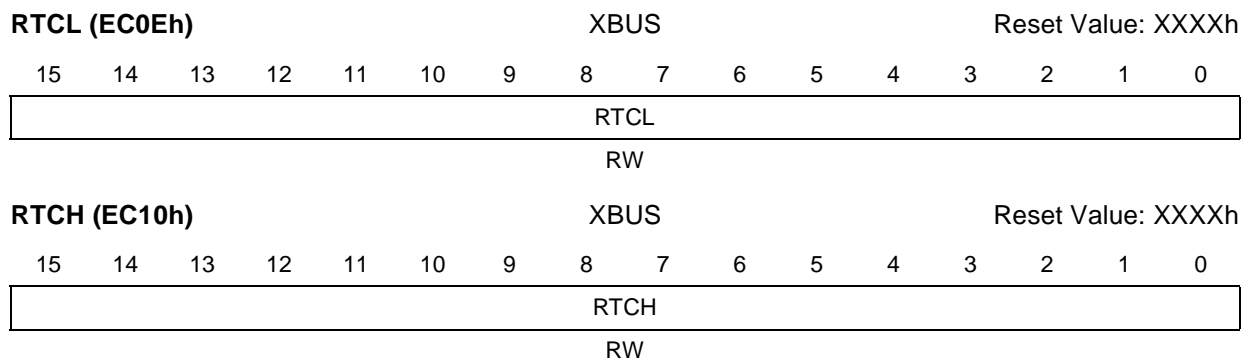 RTCL (EC0Eh) XBUS Reset Value: XXXXh
15 14 13 12 11 10 9 8 7 6 5 4 3 2 1 0
RTCL
RW
RTCH (EC10h) XBUS Reset Value: XXXXh
15 14 13 12 11 10 9 8 7 6 5 4 3 2 1 0
RTCH
RW